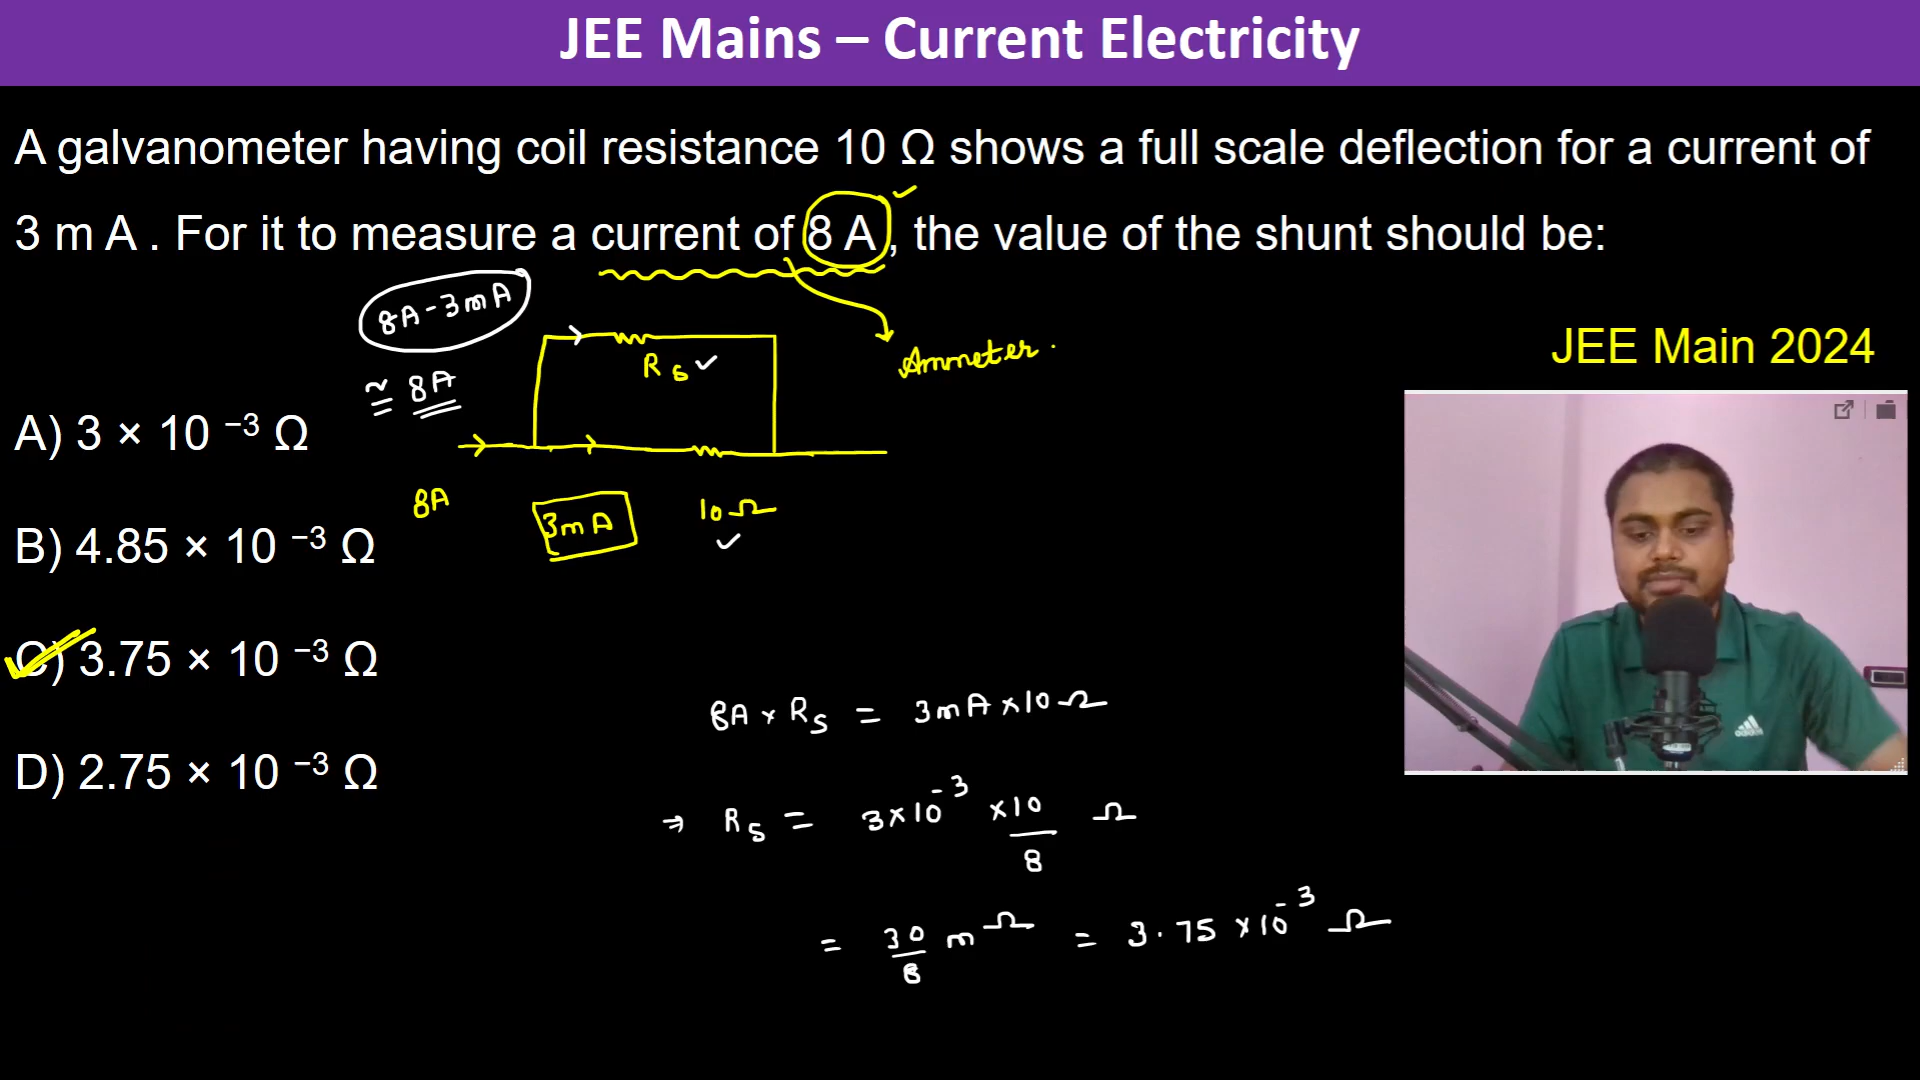 JEE Mains – Current Electricity
A galvanometer having coil resistance 10 Ω shows a full scale deflection for a current of
3 m A . For it to measure a current of 8 A , the value of the shunt should be:
8A - 3mA
≅ 8A
Rs
Ammeter
JEE Main 2024
A) 3 × 10 ⁻³ Ω
8A
3mA
10 Ω
B) 4.85 × 10 ⁻³ Ω
C) 3.75 × 10 ⁻³ Ω
8A × Rs = 3mA × 10 Ω
D) 2.75 × 10 ⁻³ Ω
⇒ Rs = 3×10⁻³ ×10/8 Ω
= 30/8 mΩ = 3.75 ×10⁻³ Ω
adidas